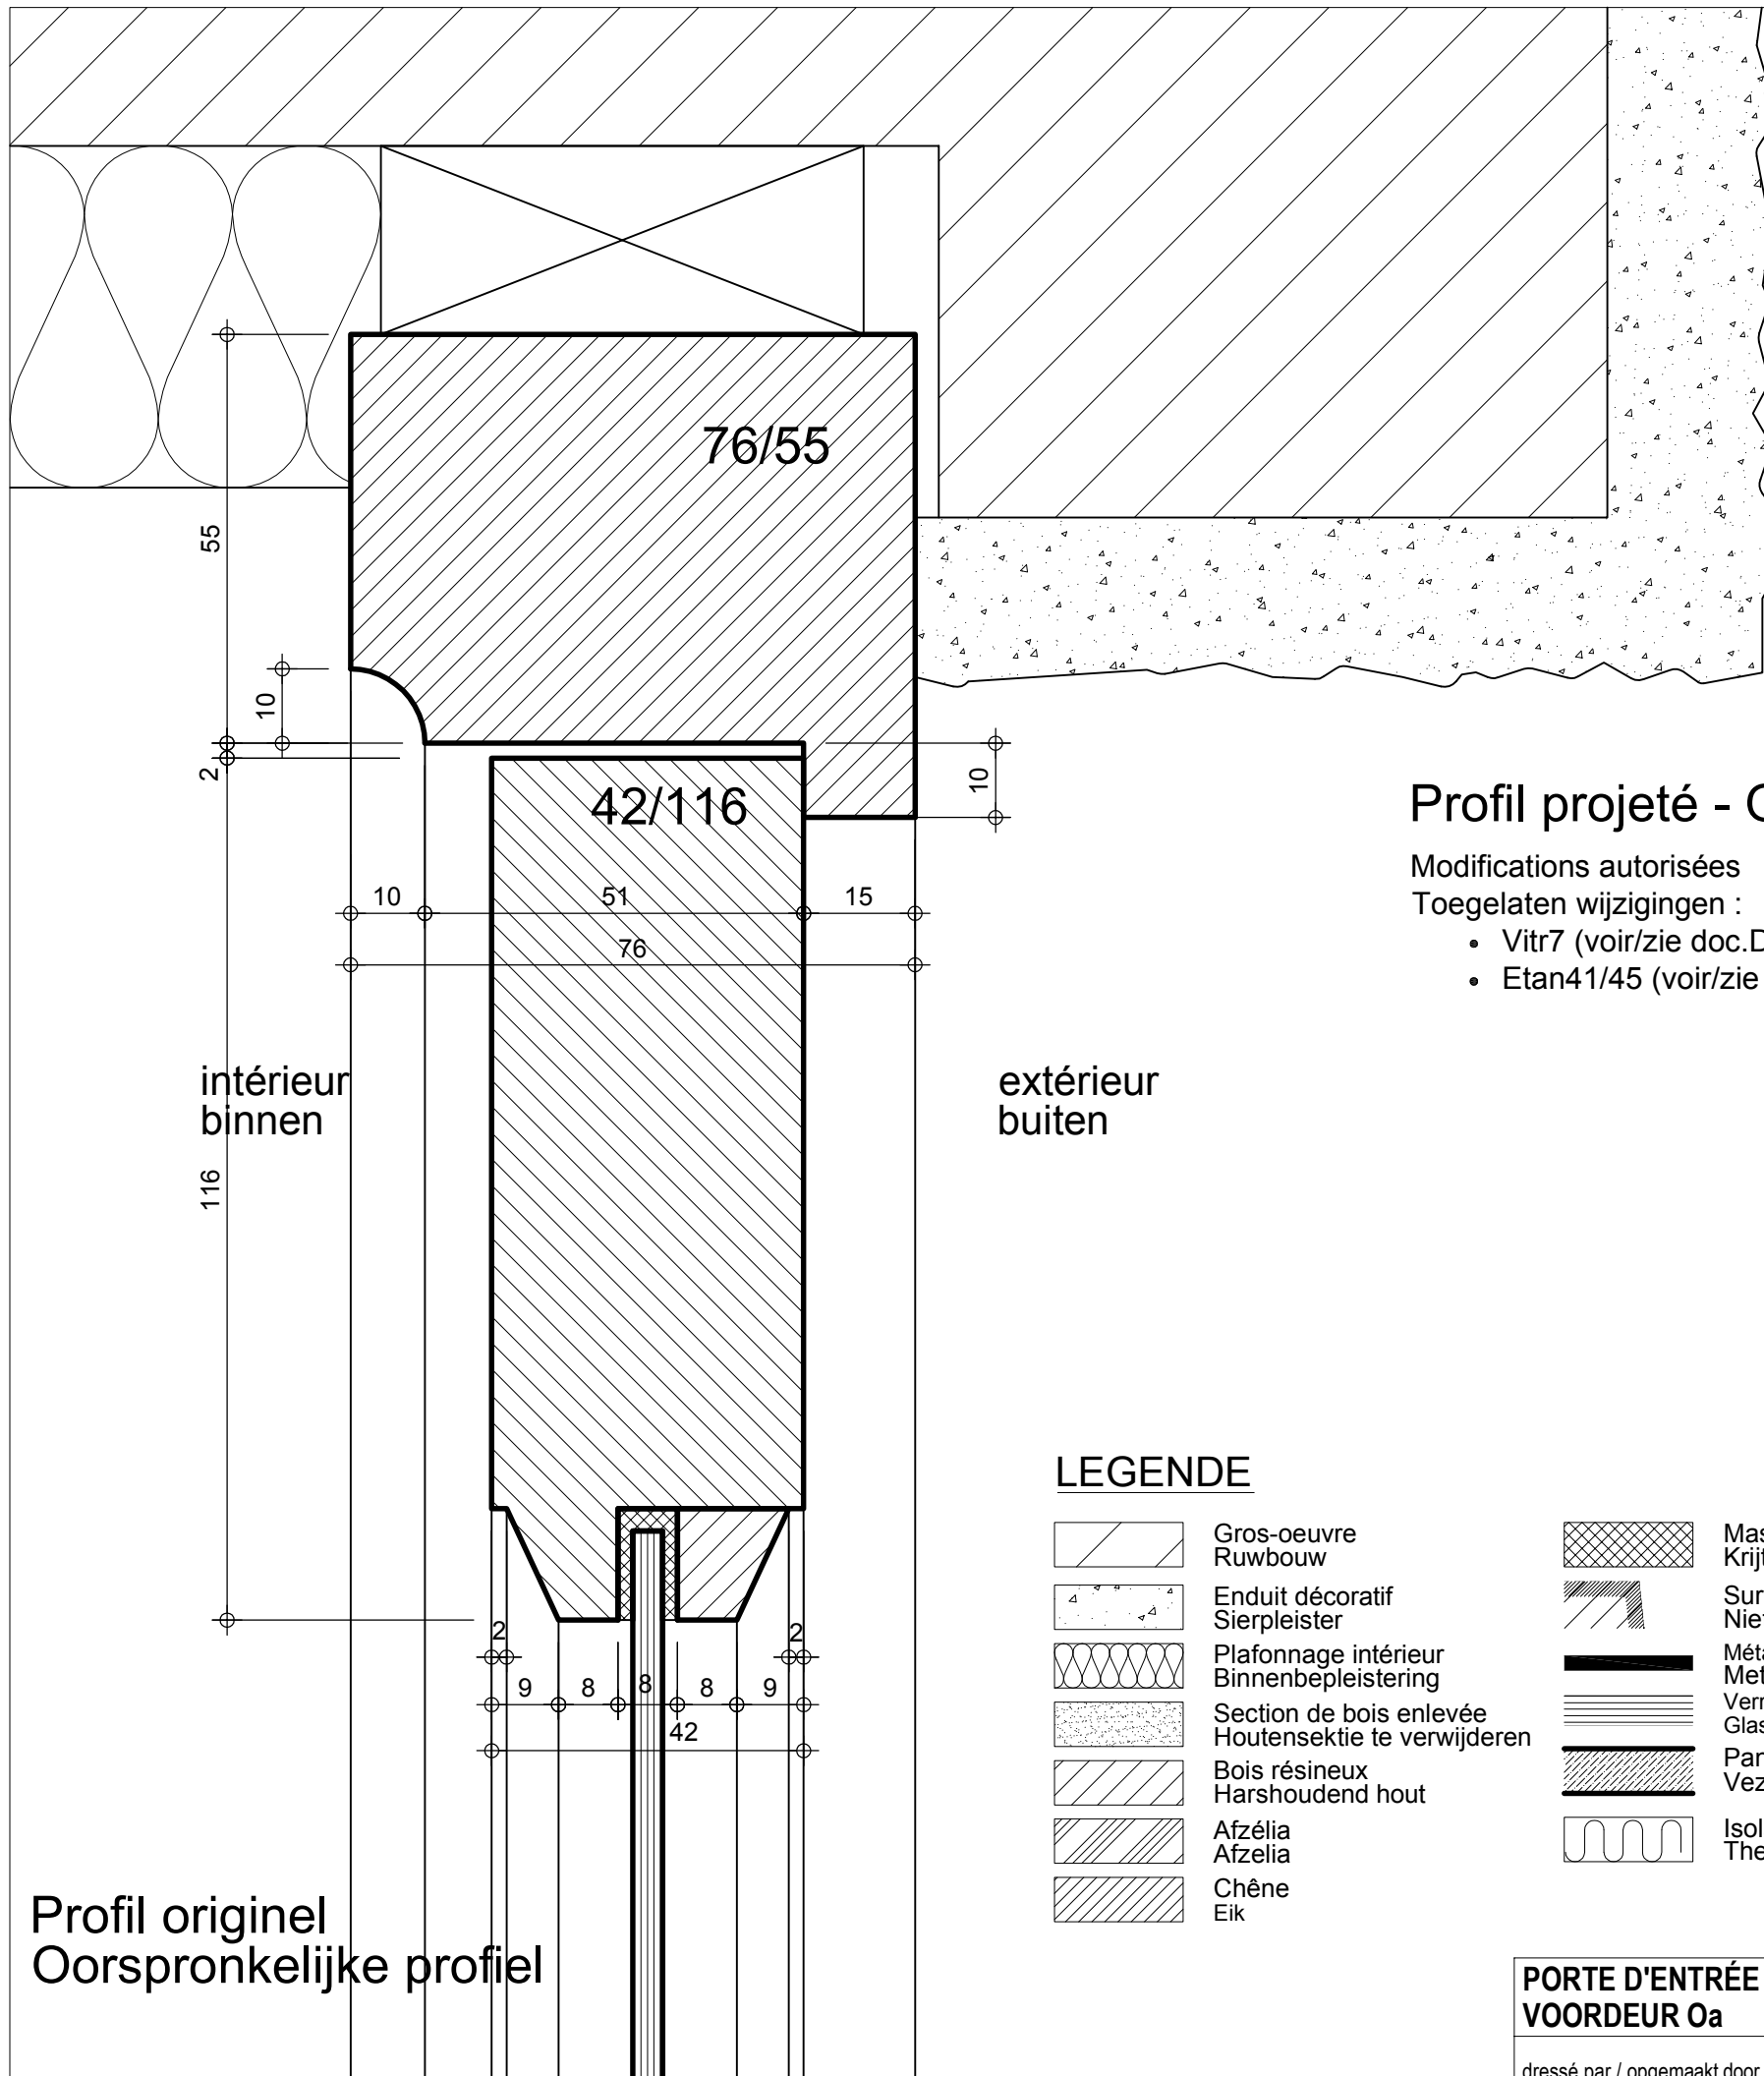 76/55
55
10
2
42/116
10
10
51
15
76
Profil projeté -
Modifications autorisées
Toegelaten wijzigingen :
• Vitr7 (voir/zie
• Etan41/45 (voir/zie
intérieur
binnen
extérieur
buiten
116
LEGENDE
Gros-oeuvre
Ruwbouw
Enduit décoratif
Sierpleister
Plafonnage intérieur
Binnenbepleistering
Section de bois enlevée
Houtensektie te verwijderen
Bois résineux
Harshoudend hout
Afzélia
Afzelia
Chêne
Eik
2
2
9
8
8
8
9
42
Profil originel
Oorspronkelijke profiel
PORTE D'ENTRÉE
VOORDEUR Oa
dressé par / opgemaakt door